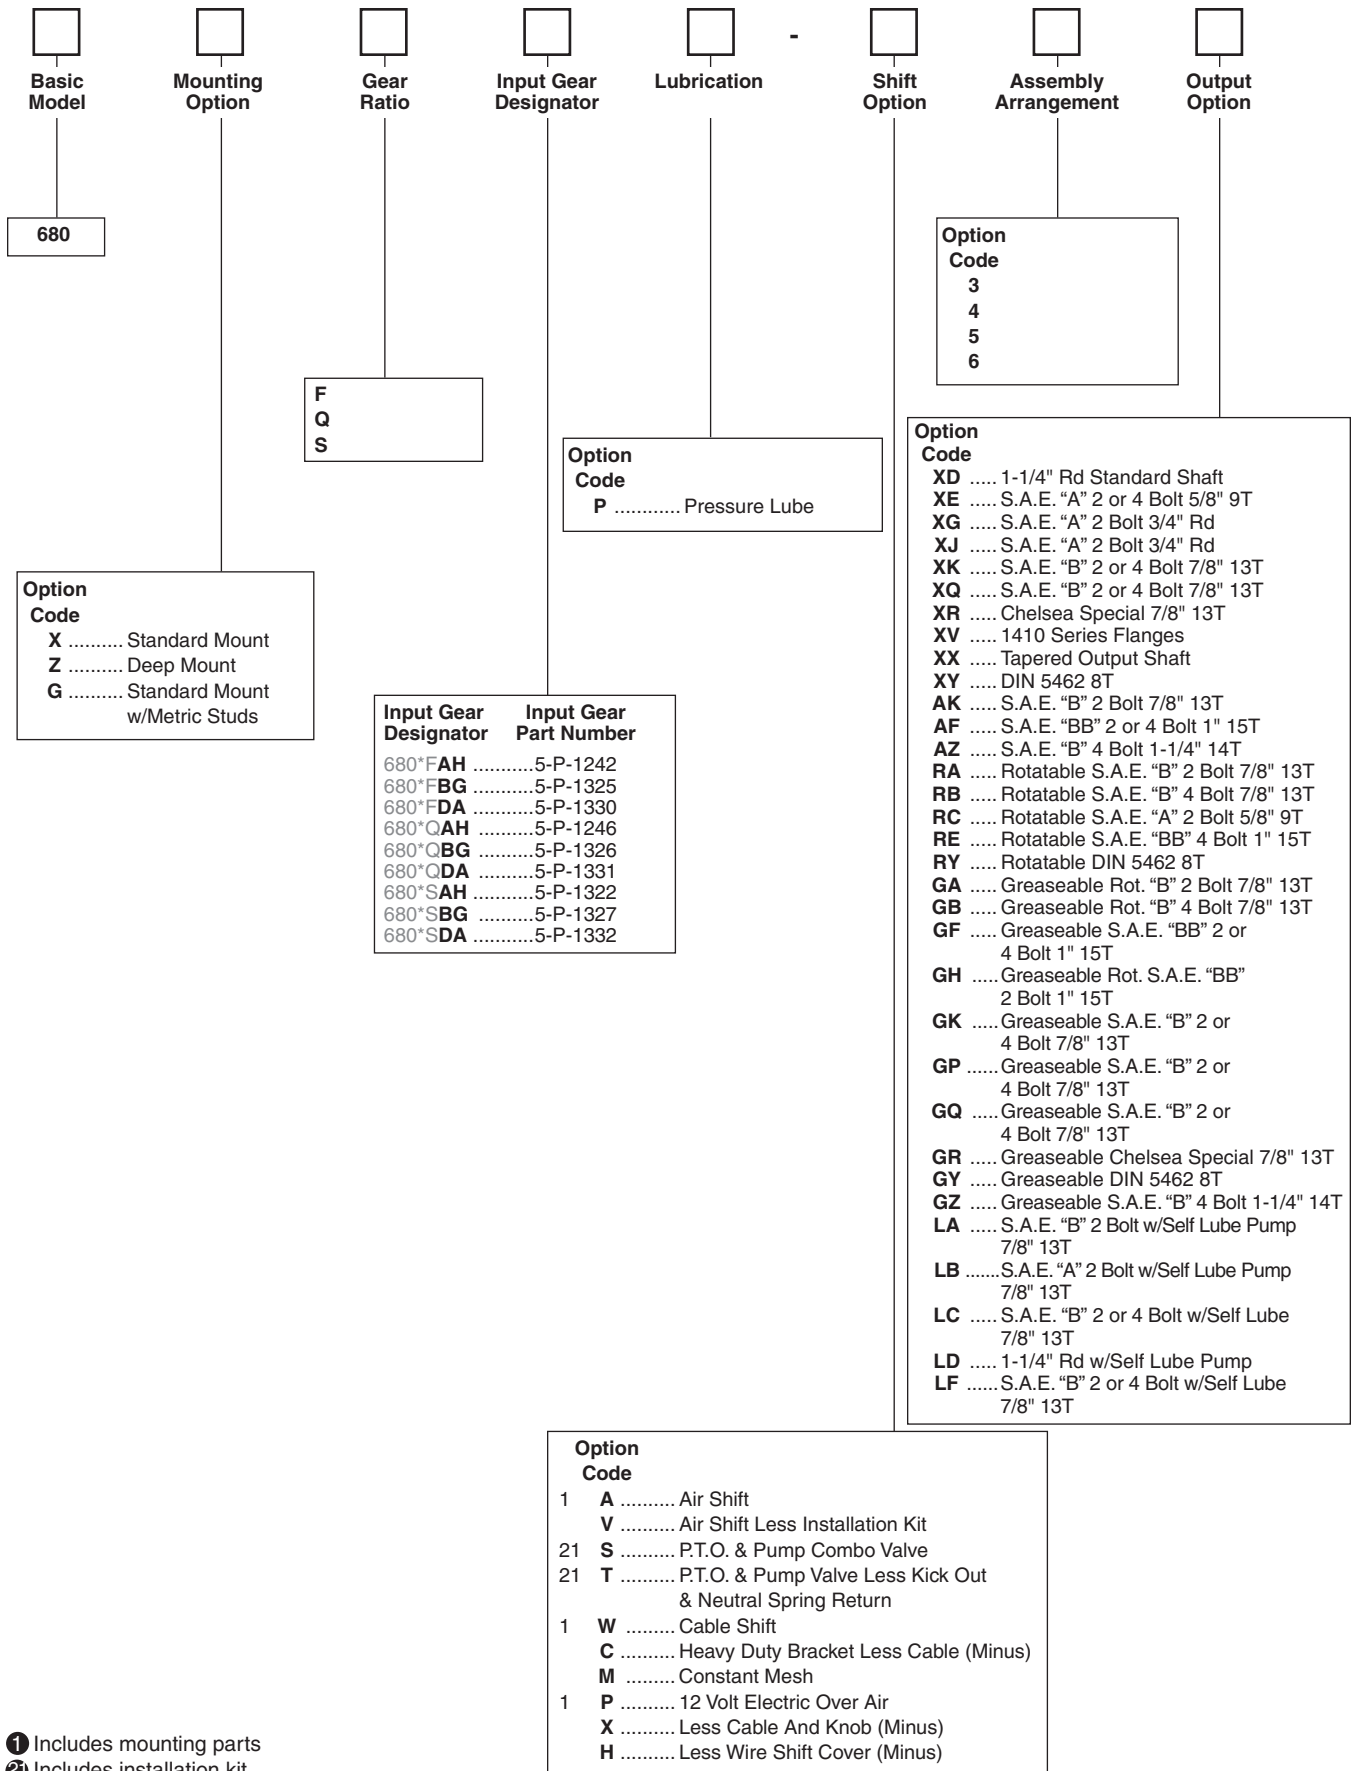 -
Basic Model
Mounting Option
Gear Ratio
Input Gear Designator
Lubrication
Shift Option
Assembly Arrangement
Output Option
680
Option
Code
3
4
5
6
F
Q
S
Option
Code
P ............ Pressure Lube
Option
Code
X .......... Standard Mount
Z .......... Deep Mount
G .......... Standard Mount
w/Metric Studs
Input Gear Designator
Input Gear Part Number
680*FAH ...........5-P-1242
680*FBG ...........5-P-1325
680*FDA ...........5-P-1330
680*QAH ..........5-P-1246
680*QBG ..........5-P-1326
680*QDA ..........5-P-1331
680*SAH ...........5-P-1322
680*SBG ..........5-P-1327
680*SDA ...........5-P-1332
Option
Code
XD ..... 1-1/4" Rd Standard Shaft
XE ..... S.A.E. “A” 2 or 4 Bolt 5/8" 9T
XG ..... S.A.E. “A” 2 Bolt 3/4" Rd
XJ ..... S.A.E. “A” 2 Bolt 3/4" Rd
XK ..... S.A.E. “B” 2 or 4 Bolt 7/8" 13T
XQ ..... S.A.E. “B” 2 or 4 Bolt 7/8" 13T
XR ..... Chelsea Special 7/8" 13T
XV ..... 1410 Series Flanges
XX ..... Tapered Output Shaft
XY ..... DIN 5462 8T
AK ..... S.A.E. “B” 2 Bolt 7/8" 13T
AF ..... S.A.E. “BB” 2 or 4 Bolt 1" 15T
AZ ..... S.A.E. “B” 4 Bolt 1-1/4" 14T
RA ..... Rotatable S.A.E. “B” 2 Bolt 7/8" 13T
RB ..... Rotatable S.A.E. “B” 4 Bolt 7/8" 13T
RC ..... Rotatable S.A.E. “A” 2 Bolt 5/8" 9T
RE ..... Rotatable S.A.E. “BB” 4 Bolt 1" 15T
RY ..... Rotatable DIN 5462 8T
GA ..... Greaseable Rot. “B” 2 Bolt 7/8" 13T
GB ..... Greaseable Rot. “B” 4 Bolt 7/8" 13T
GF ..... Greaseable S.A.E. “BB” 2 or
4 Bolt 1" 15T
GH .....Greaseable Rot. S.A.E. “BB”
2 Bolt 1" 15T
GK .....Greaseable S.A.E. “B” 2 or
4 Bolt 7/8" 13T
GP ......Greaseable S.A.E. “B” 2 or
4 Bolt 7/8" 13T
GQ .....Greaseable S.A.E. “B” 2 or
4 Bolt 7/8" 13T
GR ..... Greaseable Chelsea Special 7/8" 13T
GY ..... Greaseable DIN 5462 8T
GZ ..... Greaseable S.A.E. “B” 4 Bolt 1-1/4" 14T
LA ..... S.A.E. “B” 2 Bolt w/Self Lube Pump
7/8" 13T
LB .......S.A.E. “A” 2 Bolt w/Self Lube Pump
7/8" 13T
LC ..... S.A.E. “B” 2 or 4 Bolt w/Self Lube
7/8" 13T
LD ..... 1-1/4" Rd w/Self Lube Pump
LF ......S.A.E. “B” 2 or 4 Bolt w/Self Lube
7/8" 13T
Option
Code
1 A .......... Air Shift
V .......... Air Shift Less Installation Kit
21 S .......... P.T.O. & Pump Combo Valve
21 T .......... P.T.O. & Pump Valve Less Kick Out
& Neutral Spring Return
1 W ......... Cable Shift
C .......... Heavy Duty Bracket Less Cable (Minus)
M ......... Constant Mesh
1 P .......... 12 Volt Electric Over Air
X .......... Less Cable And Knob (Minus)
H .......... Less Wire Shift Cover (Minus)
1 Includes mounting parts
21 Includes installation kit